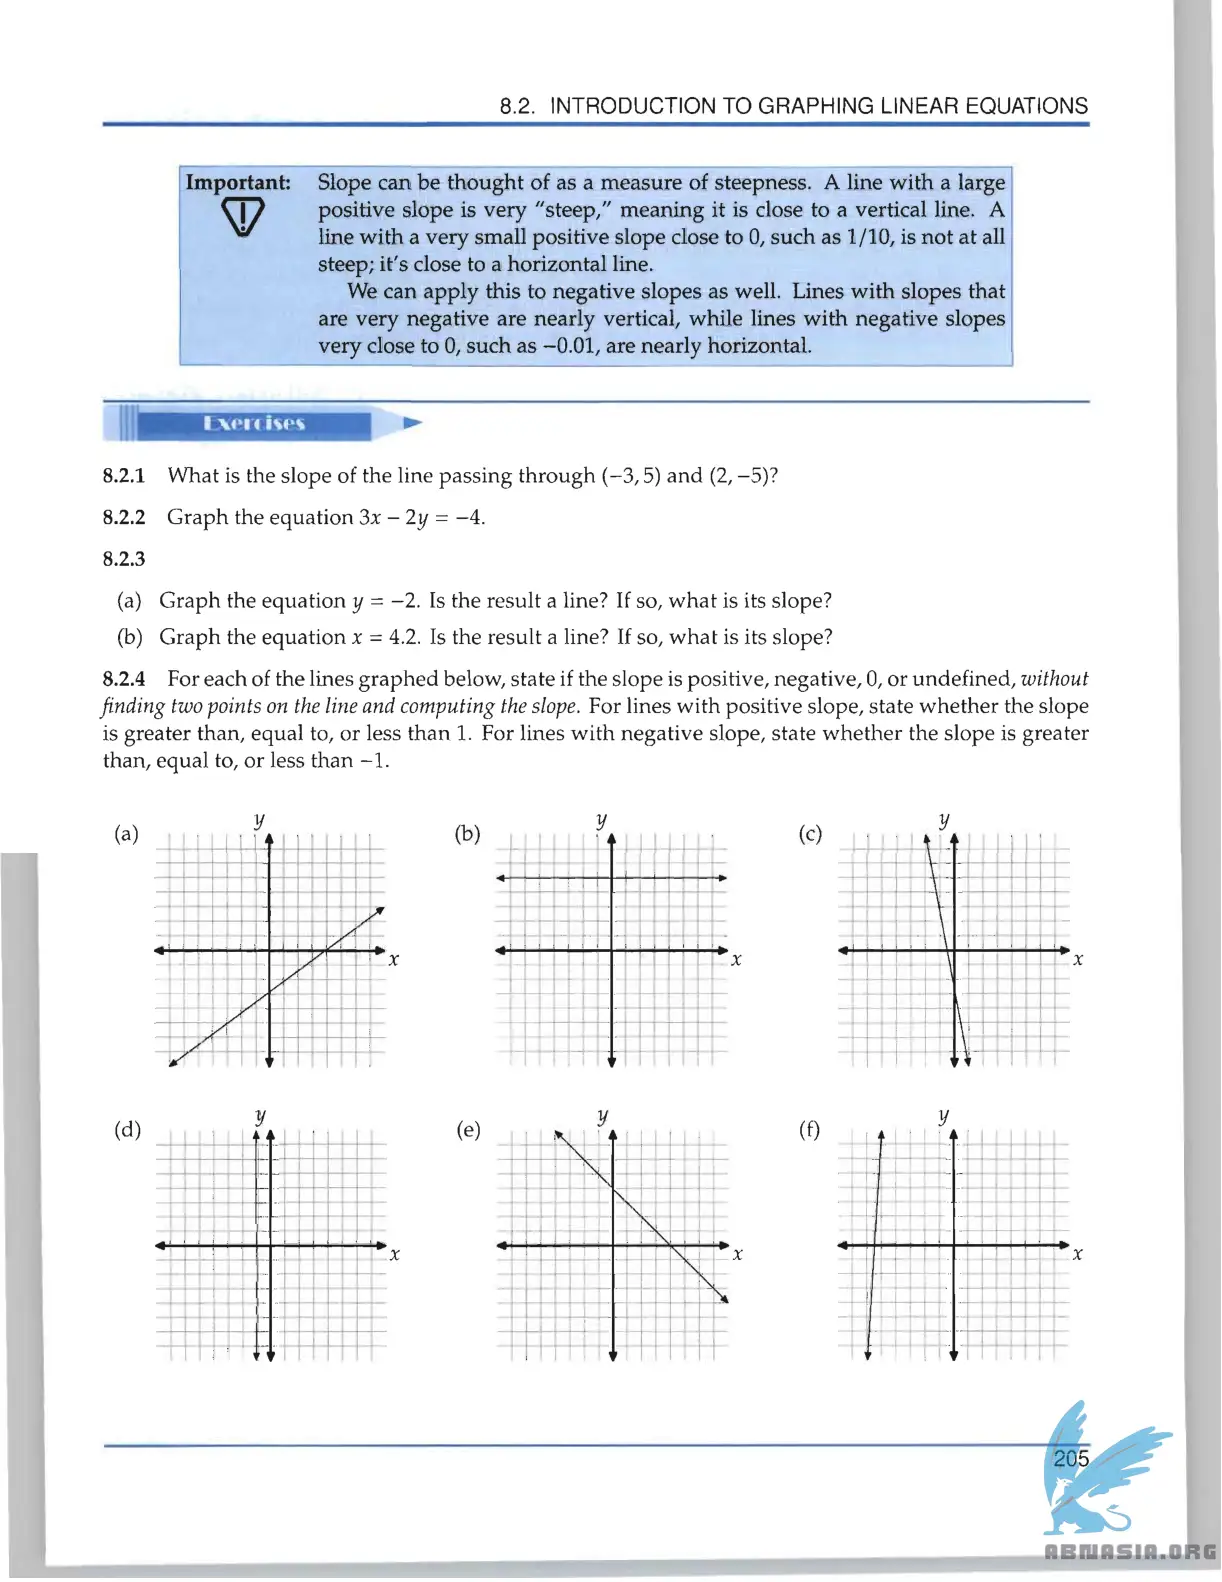 8.2. INTRODUCTION TO GRAPHING LINEAR EQUATIONS
Important: Slope can be thought of as a measure of steepness. A line with a large
positive slope is very "steep," meaning it is close to a vertical line. A
line with a very small positive slope close to 0, such as 1/10, is not at all
steep; it's close to a horizontal line.
We can apply this to negative slopes as well. Lines with slopes that
are very negative are nearly vertical, while lines with negative slopes
very close to 0, such as −0.01, are nearly horizontal.
Exercises
8.2.1 What is the slope of the line passing through (−3, 5) and (2, −5)?
8.2.2 Graph the equation 3x − 2y = −4.
8.2.3
(a) Graph the equation y = −2. Is the result a line? If so, what is its slope?
(b) Graph the equation x = 4.2. Is the result a line? If so, what is its slope?
8.2.4 For each of the lines graphed below, state if the slope is positive, negative, 0, or undefined, without
finding two points on the line and computing the slope. For lines with positive slope, state whether the slope
is greater than, equal to, or less than 1. For lines with negative slope, state whether the slope is greater
than, equal to, or less than −1.
(a) y (b) y (c) y
x x x
(d) y (e) y (f) y
x x x
205
ABMASIA.ORG